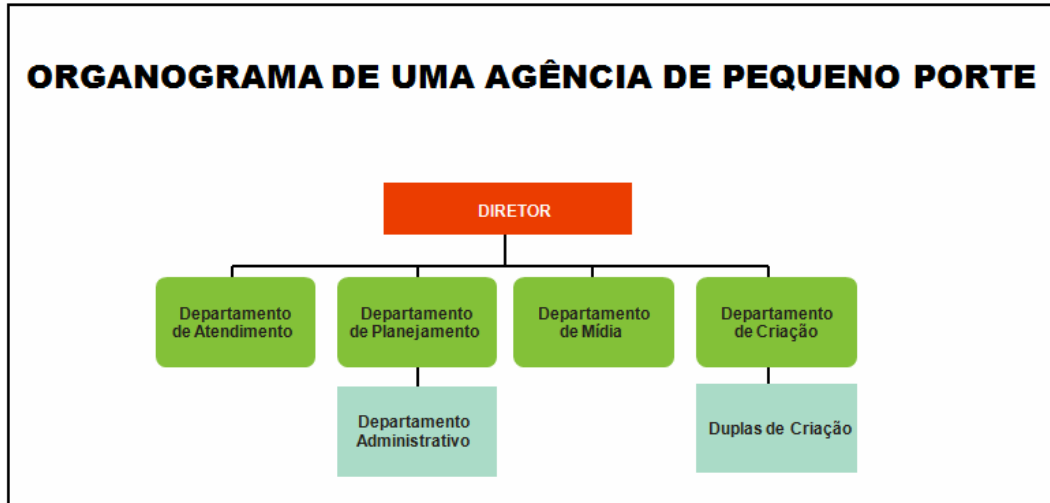 ORGANOGRAMA DE UMA AGÊNCIA DE PEQUENO PORTE
DIRETOR
Departamento
de Atendimento
Departamento
de Planejamento
Departamento
de Mídia
Departamento
de Criação
Departamento
Administrativo
Duplas de Criação